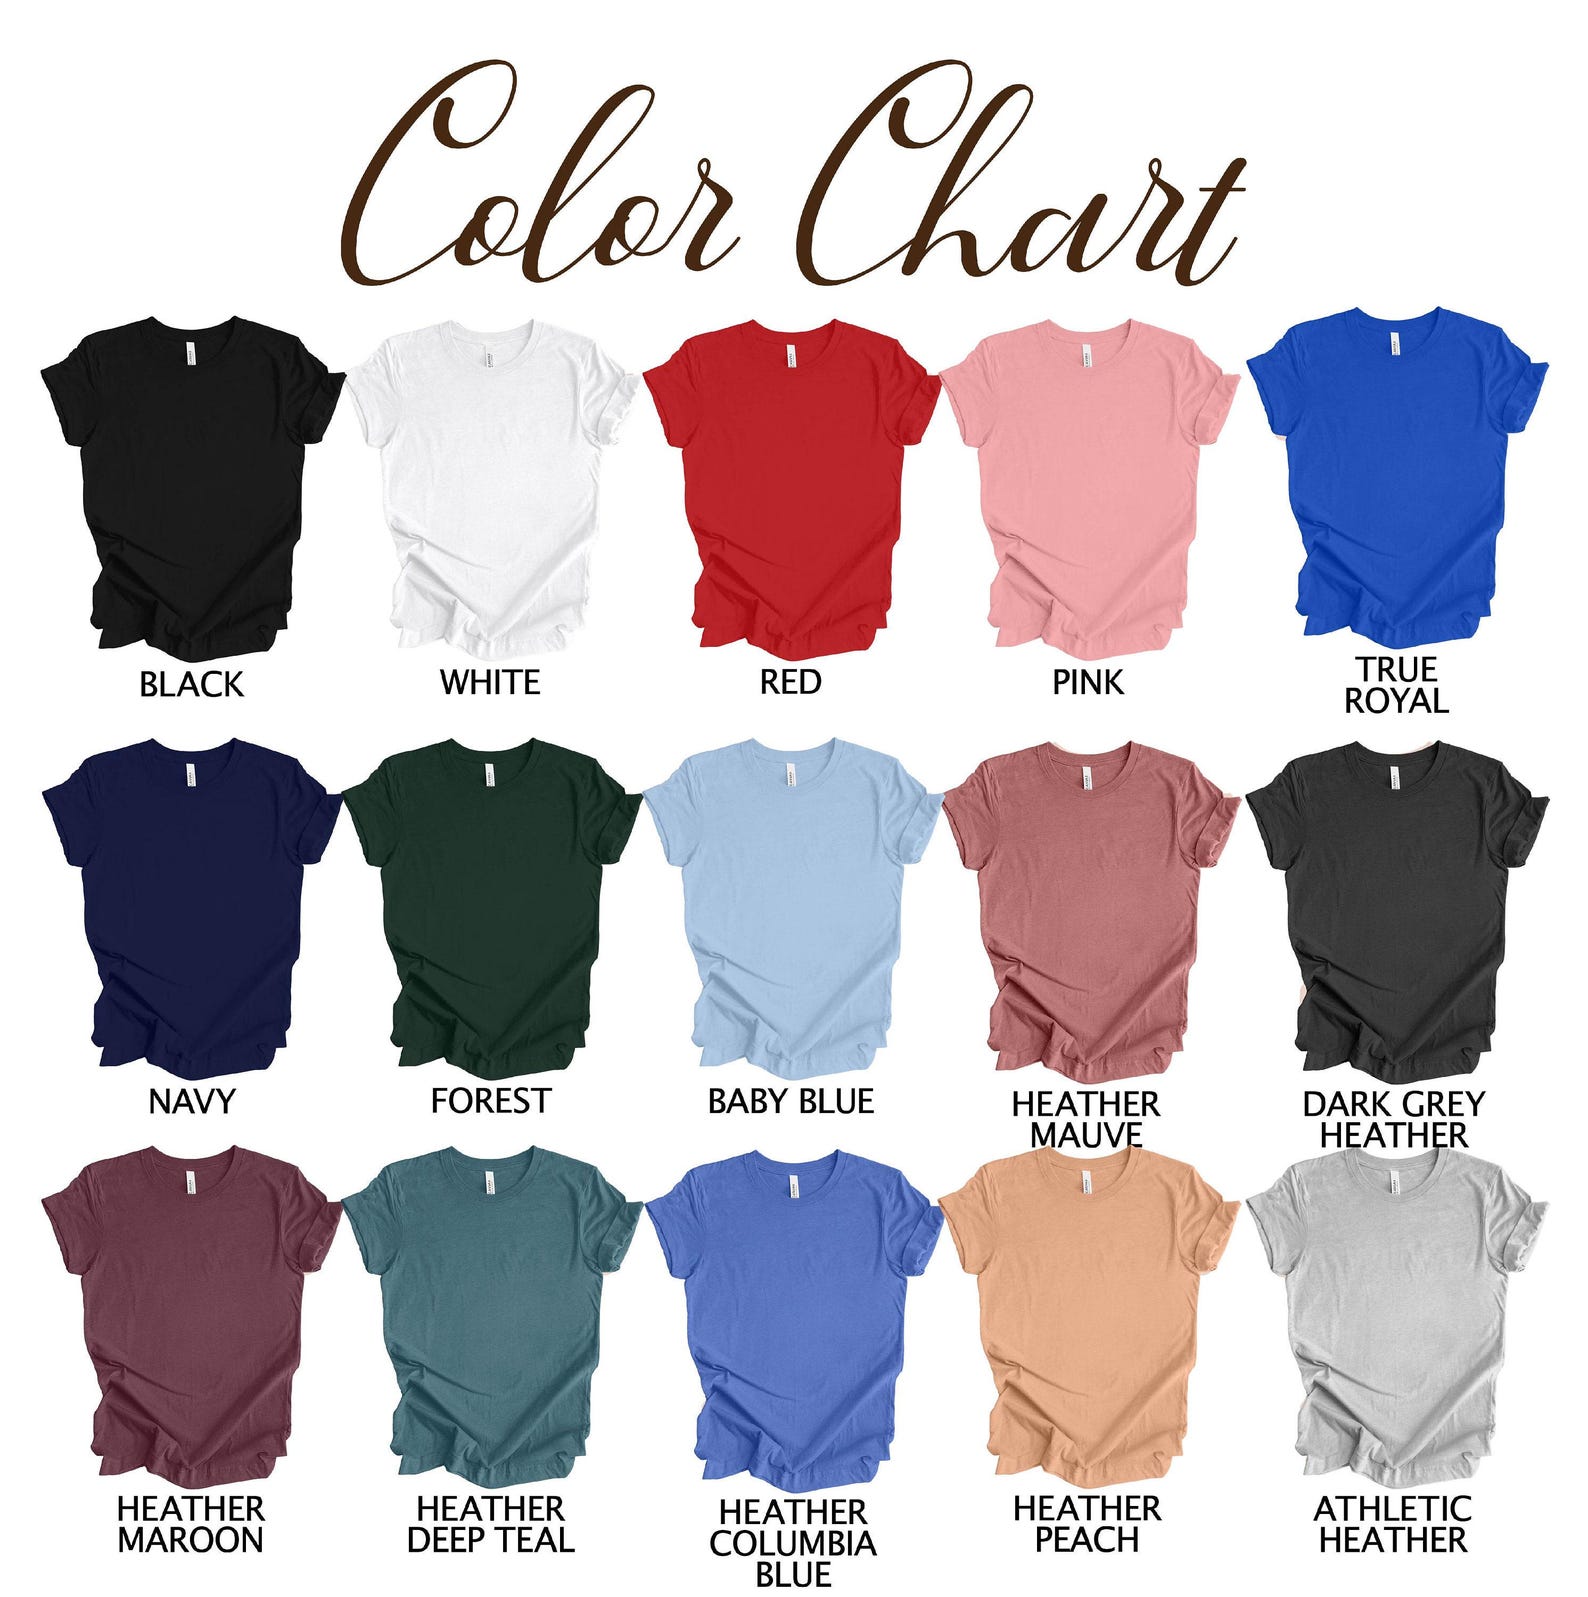 Color Chart
BLACK
WHITE
RED
PINK
TRUE
ROYAL
NAVY
FOREST
BABY BLUE
HEATHER
MAUVE
DARK GREY
HEATHER
HEATHER
MAROON
HEATHER
DEEP TEAL
HEATHER
COLUMBIA
BLUE
HEATHER
PEACH
ATHLETIC
HEATHER